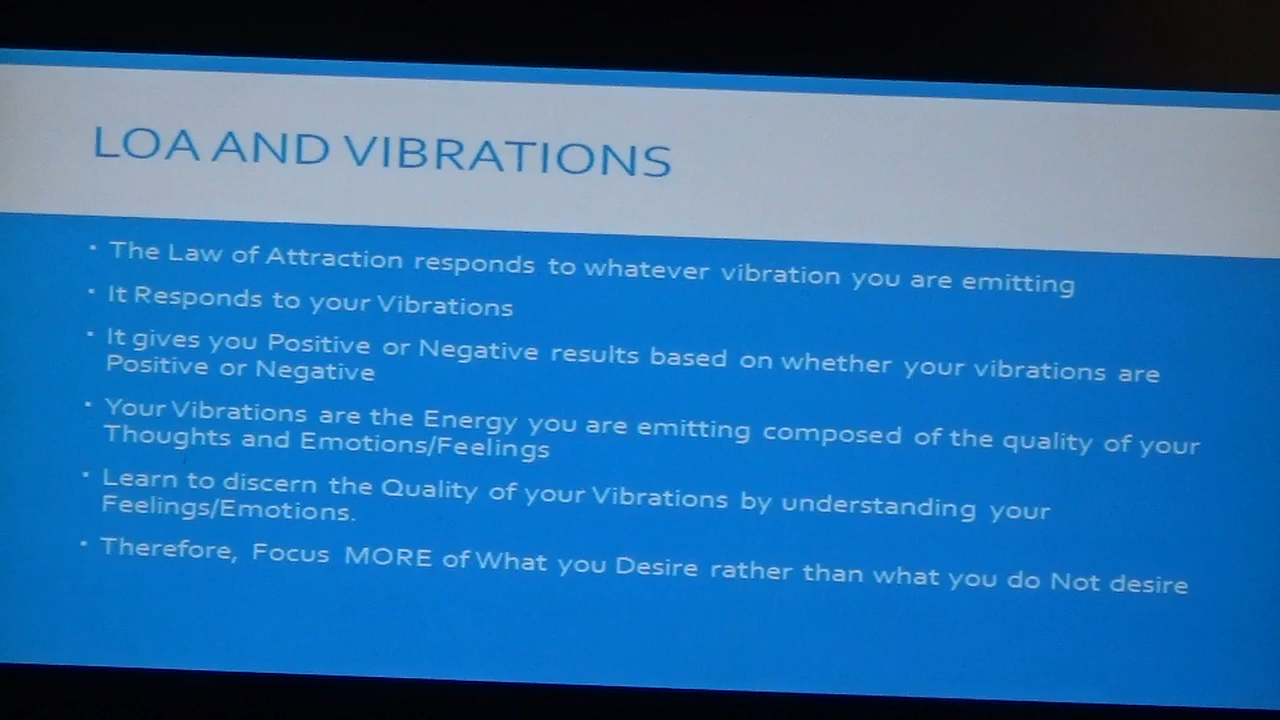 LOA AND VIBRATIONS
• The Law of Attraction responds to whatever vibration you are emitting
• It Responds to your Vibrations
• It gives you Positive or Negative results based on whether your vibrations are
Positive or Negative
• Your Vibrations are the Energy you are emitting composed of the quality of your
Thoughts and Emotions/Feelings
• Learn to discern the Quality of your Vibrations by understanding your
Feelings/Emotions.
• Therefore, Focus MORE of What you Desire rather than what you do Not desire